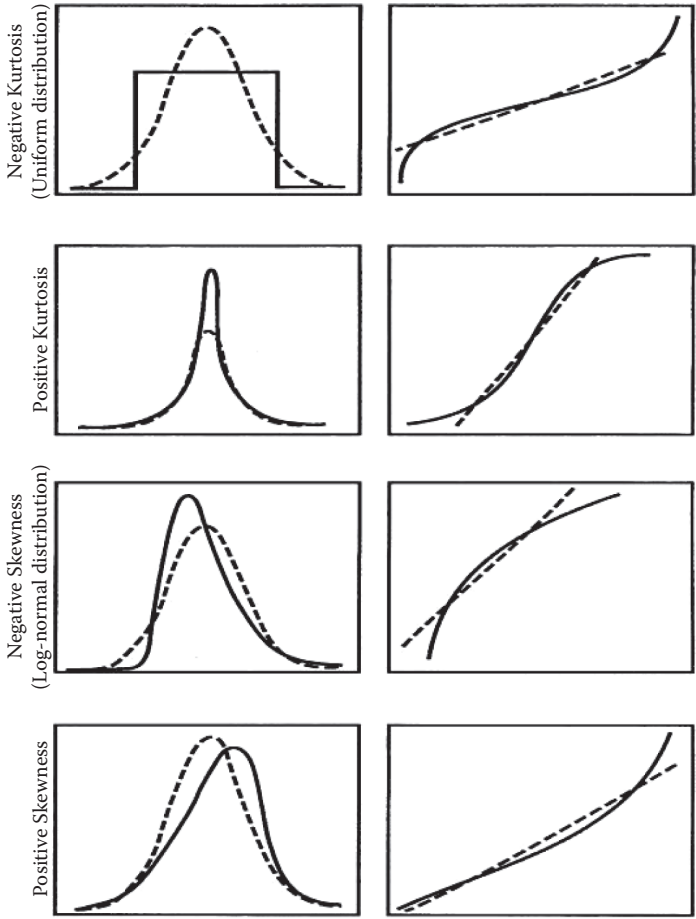 Negative Kurtosis
(Uniform distribution)
Positive Kurtosis
Negative Skewness
(Log-normal distribution)
Positive Skewness